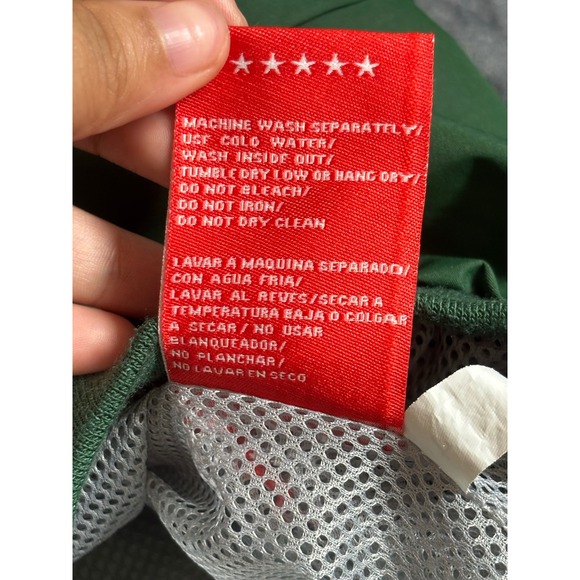 MACHINE WASH SEPARATELY/
USE COLD WATER/
WASH INSIDE OUT/
TUMBLE DRY LOW OR HANG DRY/
DO NOT BLEACH/
DO NOT IRON/
DO NOT DRY CLEAN
LAVAR A MAQUINA SEPARADO/
CON AGUA FRIA/
LAVAR AL REVES/SECAR A
TEMPERATURA BAJA O COLGAR
A SECAR/ NO USAR
BLANQUEADOR/
NO PLANCHAR/
NO LAVAR EN SECO